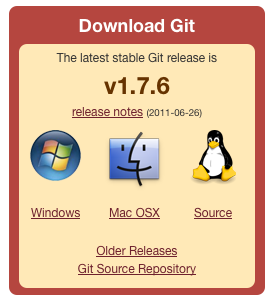 Download Git
The latest stable Git release is
v1.7.6
release notes (2011-06-26)
Windows Mac OSX Source
Older Releases
Git Source Repository